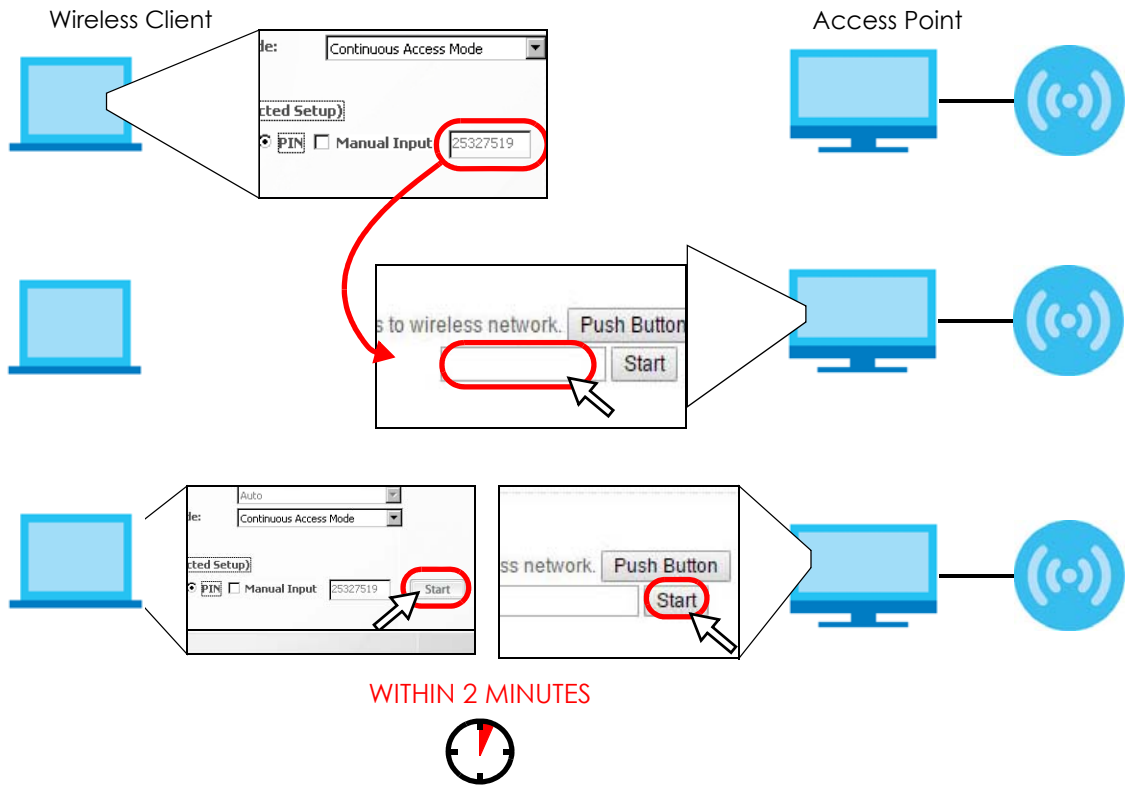 Wireless Client
Access Point
de:
Continuous Access Mode
cted Setup)
PIN
Manual Input
25327519
s to wireless network.
Push Button
Start
Auto
de:
Continuous Access Mode
cted Setup)
PIN
Manual Input
25327519
Start
ss network.
Push Button
Start
WITHIN 2 MINUTES